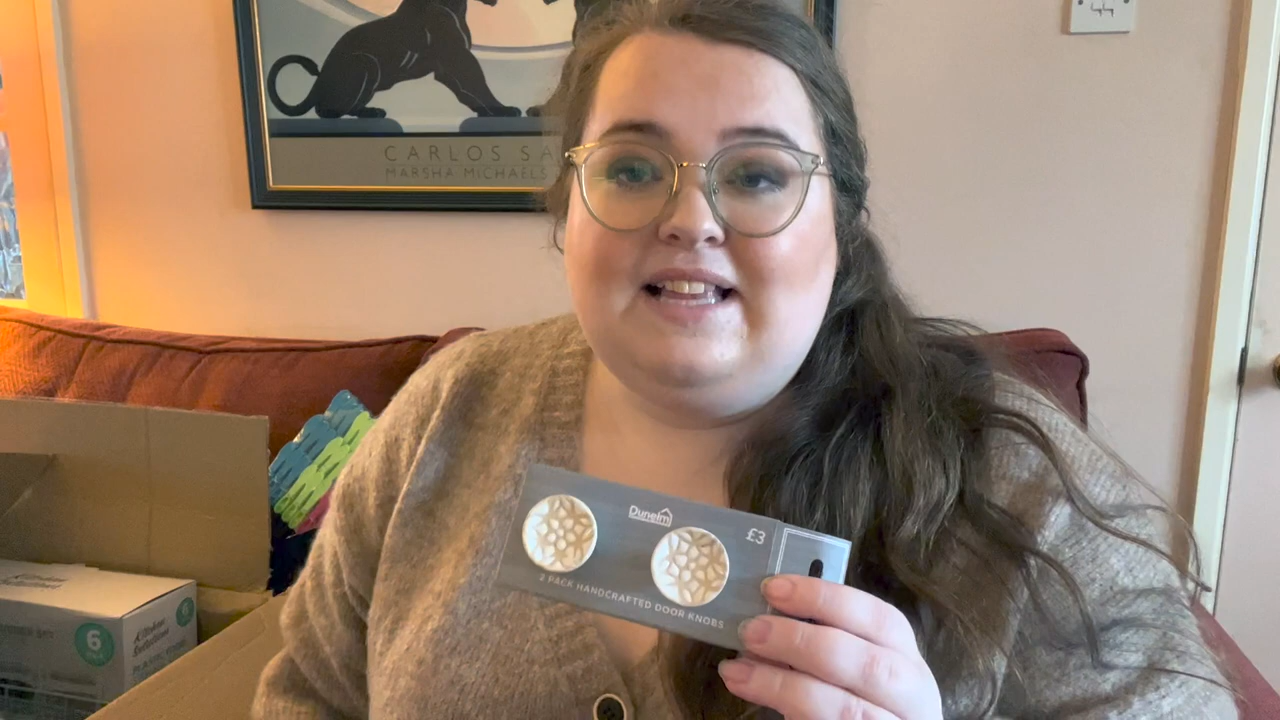 CARLOS SA
MARSHA MICHAELS
Dunelm
£3
2 PACK HANDCRAFTED DOOR KNOBS
6